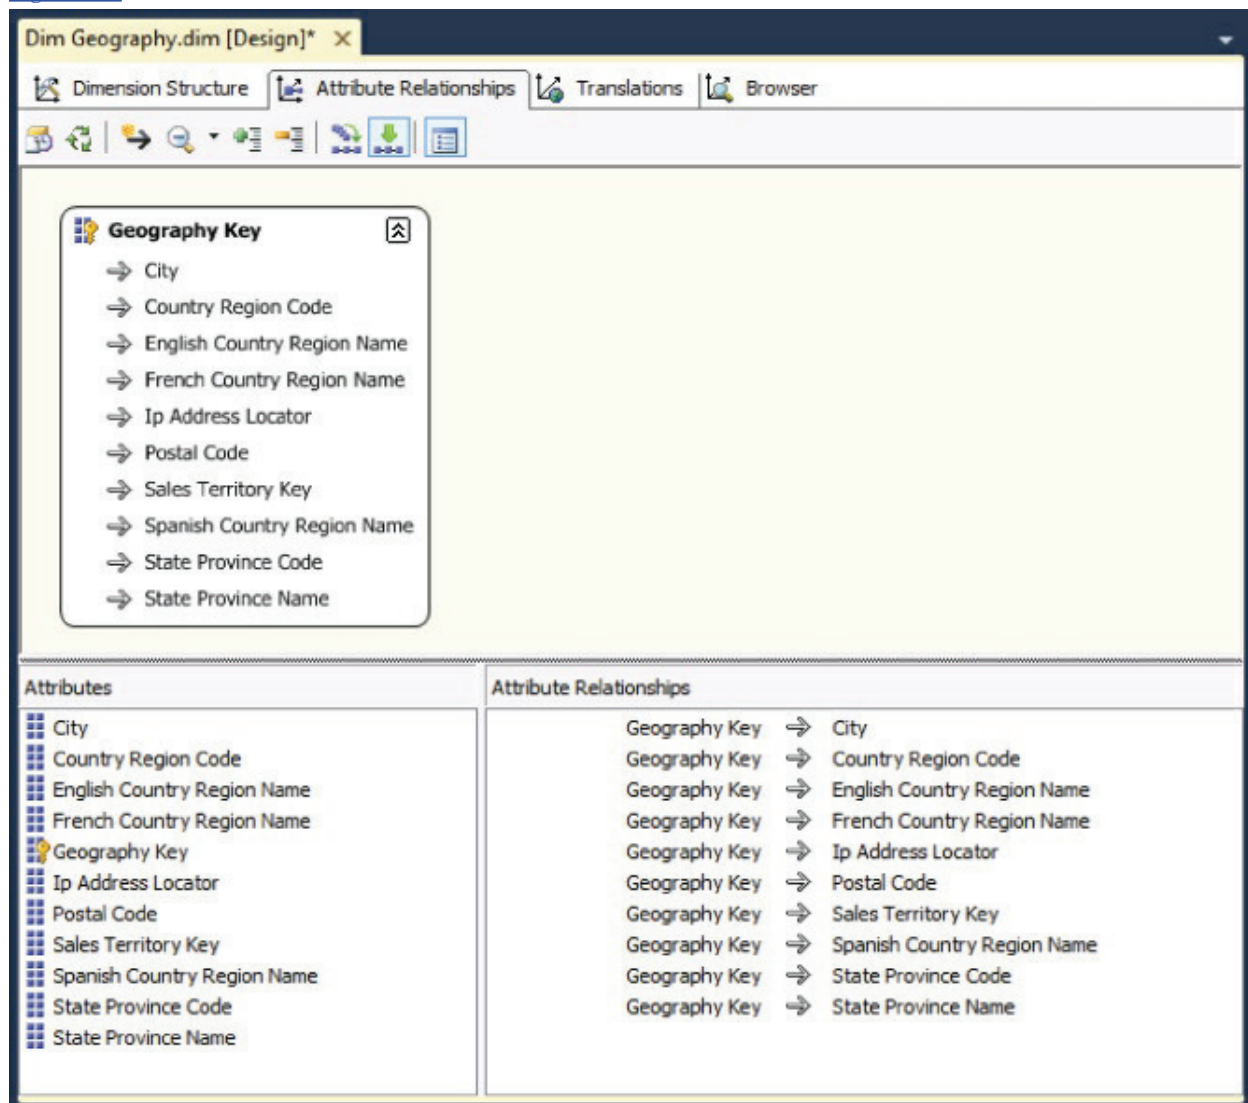 Dim Geography.dim [Design]*
Dimension Structure Attribute Relationships Translations Browser
Geography Key
City
Country Region Code
English Country Region Name
French Country Region Name
Ip Address Locator
Postal Code
Sales Territory Key
Spanish Country Region Name
State Province Code
State Province Name
Attributes
City
Country Region Code
English Country Region Name
French Country Region Name
Geography Key
Ip Address Locator
Postal Code
Sales Territory Key
Spanish Country Region Name
State Province Code
State Province Name
Attribute Relationships
Geography Key City
Geography Key Country Region Code
Geography Key English Country Region Name
Geography Key French Country Region Name
Geography Key Ip Address Locator
Geography Key Postal Code
Geography Key Sales Territory Key
Geography Key Spanish Country Region Name
Geography Key State Province Code
Geography Key State Province Name